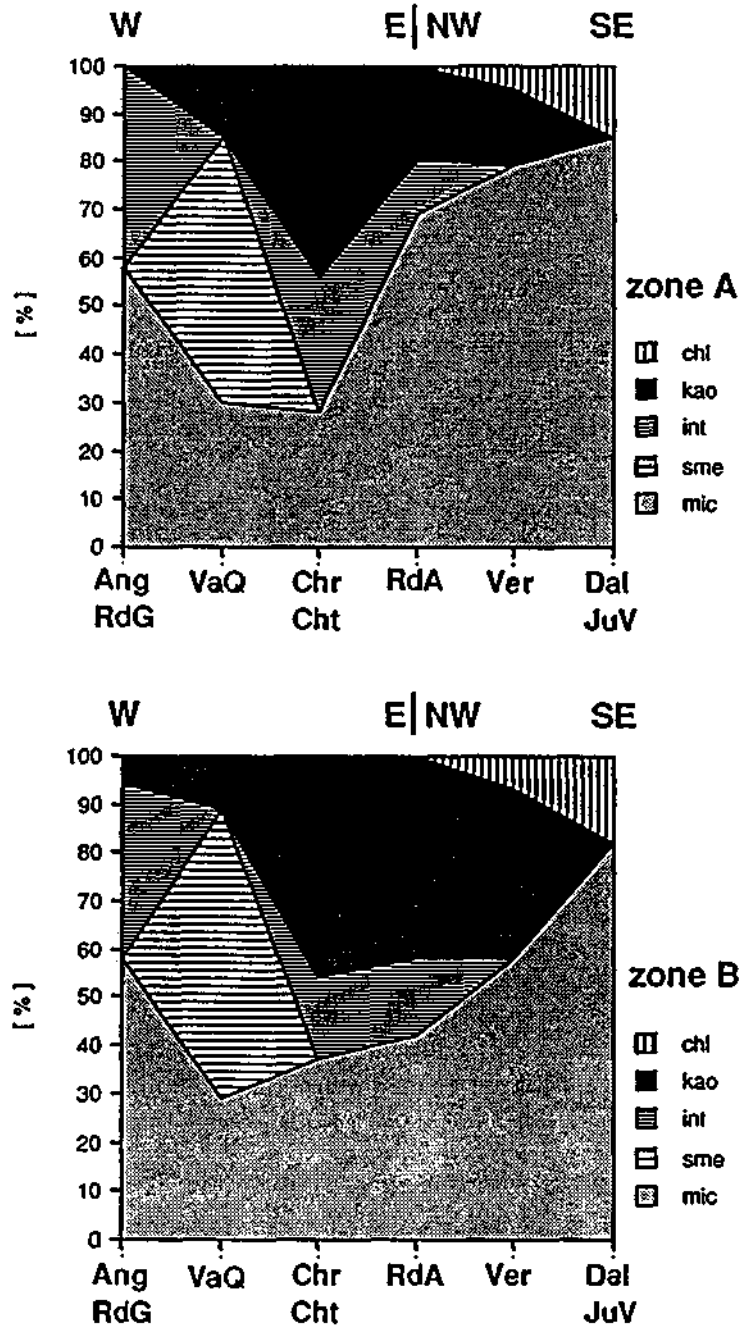 W E | NW SE
100
90
80
70
60
50
40
30
20
10
0
[ % ]
Ang VaQ Chr RdA Ver Dal
RdG Cht JuV
zone A
chl
kao
int
sme
mic
W E | NW SE
100
90
80
70
60
50
40
30
20
10
0
[ % ]
Ang VaQ Chr RdA Ver Dal
RdG Cht JuV
zone B
chl
kao
int
sme
mic